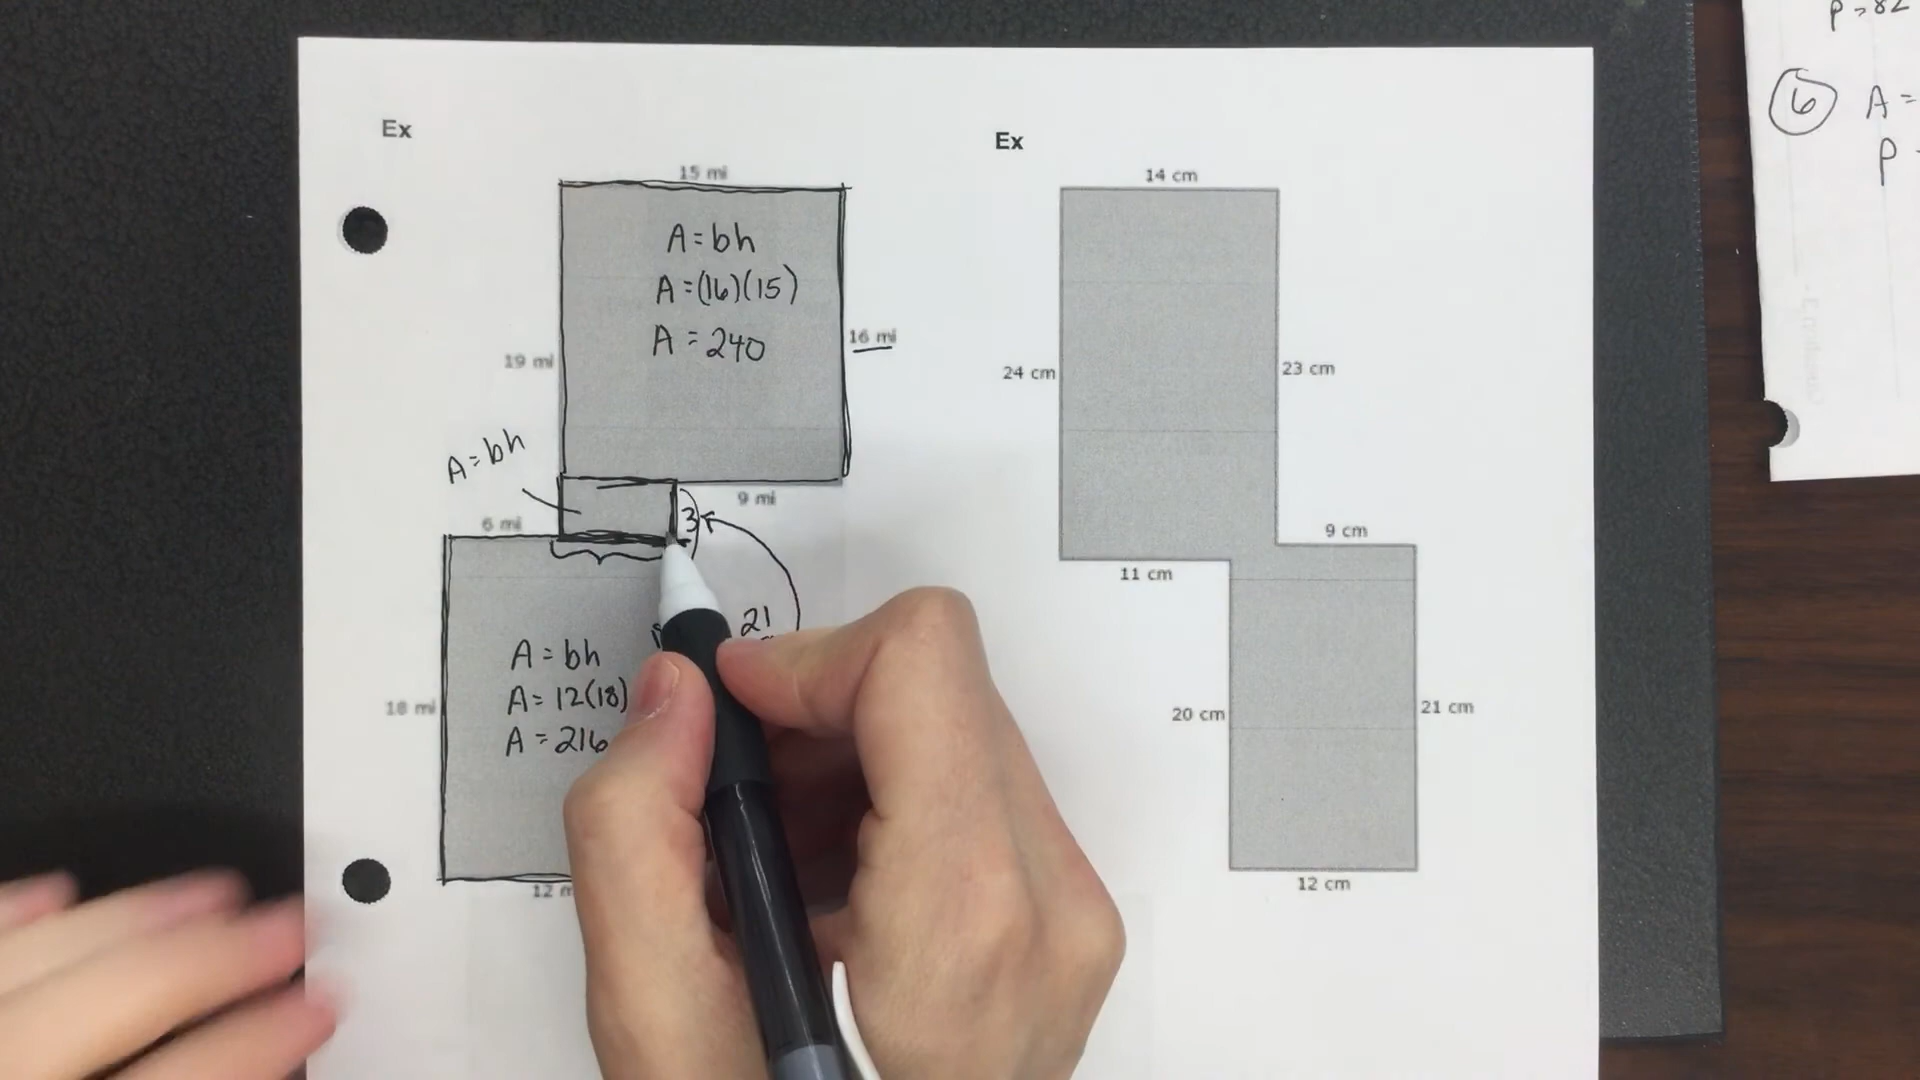 Ex
15 mi
A = bh
A = (16)(15)
A = 240
16 mi
19 mi
A = bh
9 mi
3
6 mi
21
A = bh
A = 12(18)
A = 216
18 mi
12
Ex
14 cm
24 cm
23 cm
9 cm
11 cm
20 cm
21 cm
12 cm
P = 82
6 A =
P